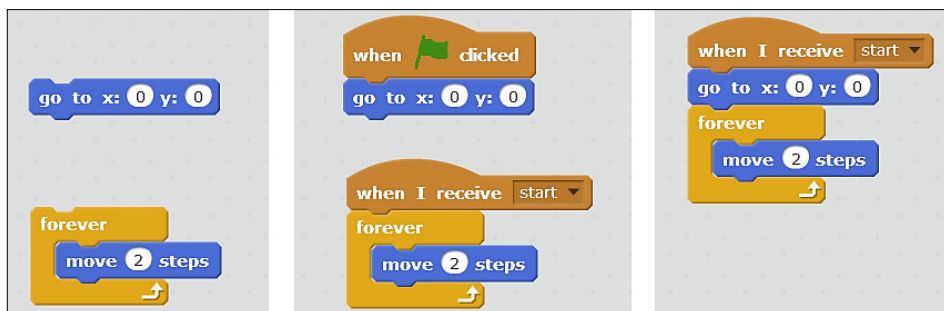 go to x: 0 y: 0
forever
move 2 steps
when clicked
go to x: 0 y: 0
when I receive start
forever
move 2 steps
when I receive start
go to x: 0 y: 0
forever
move 2 steps